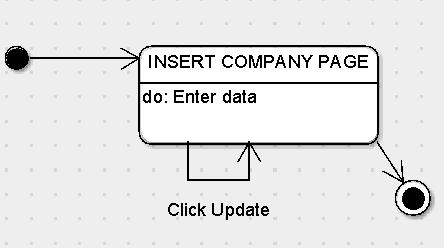 INSERT COMPANY PAGE
do: Enter data
Click Update